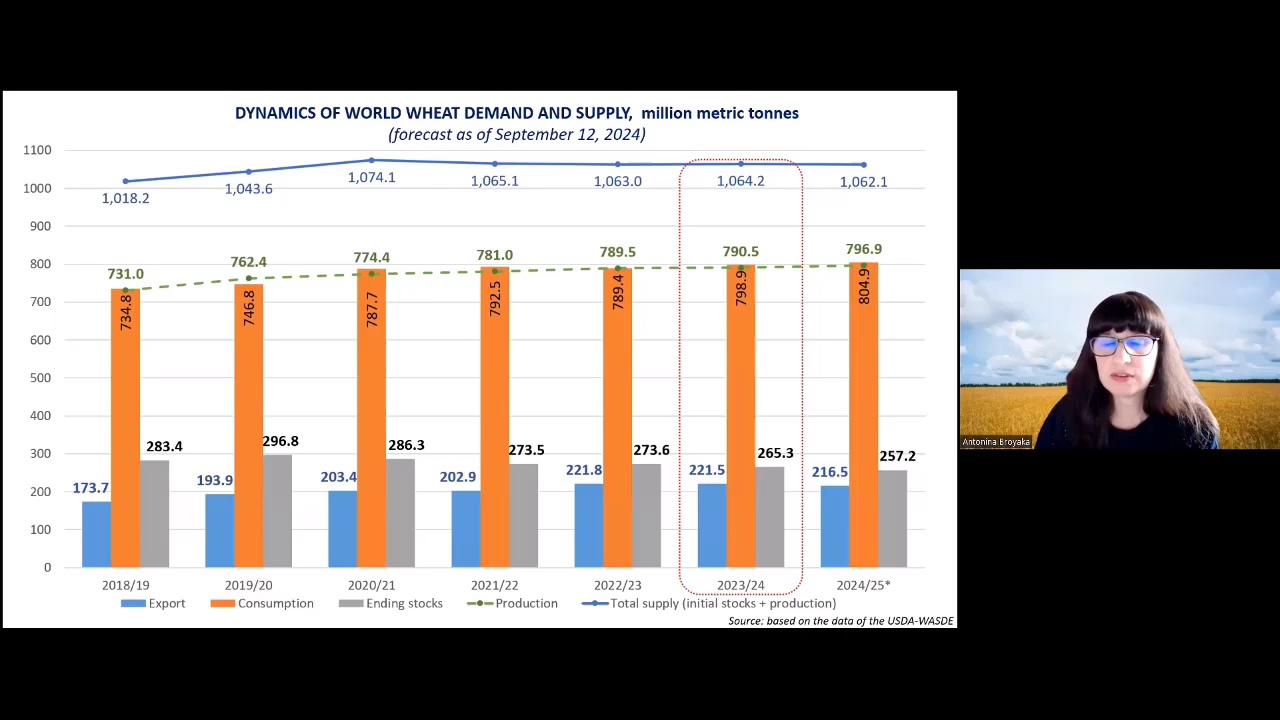 DYNAMICS OF WORLD WHEAT DEMAND AND SUPPLY, million metric tonnes
(forecast as of September 12, 2024)
1100
1000
900
800
700
600
500
400
300
200
100
0
1,018.2 1,043.6 1,074.1 1,065.1 1,063.0 1,064.2 1,062.1
731.0 762.4 774.4 781.0 789.5 790.5 796.9
734.8 746.8 787.7 792.5 789.4 798.9 804.9
283.4 296.8 286.3 273.5 273.6 265.3 257.2
173.7 193.9 203.4 202.9 221.8 221.5 216.5
2018/19 2019/20 2020/21 2021/22 2022/23 2023/24 2024/25*
Export Consumption Ending stocks Production Total supply (initial stocks + production)
Source: based on the data of the USDA-WASDE
Antonina Broyaka